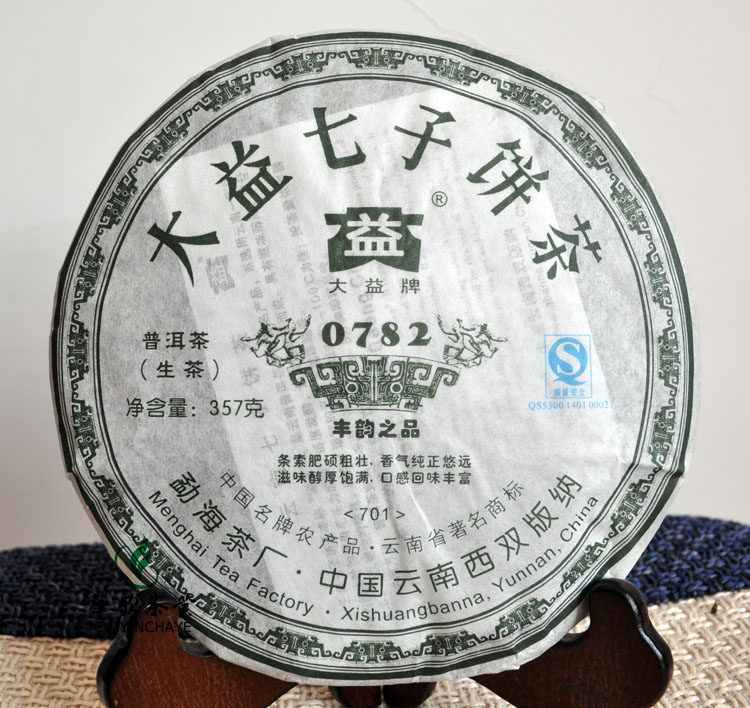 大益七子饼茶
益
®
大益牌
0782
普洱茶
(生茶)
净含量: 357克
质量安全
QS5300 1401 0002
丰韵之品
条索肥硕粗壮, 香气纯正悠远
滋味醇厚饱满, 口感回味丰富
<701>
中国名牌农产品·云南省著名商标
勐海茶厂·中国云南西双版纳
Menghai Tea Factory · Xishuangbanna, Yunnan, China